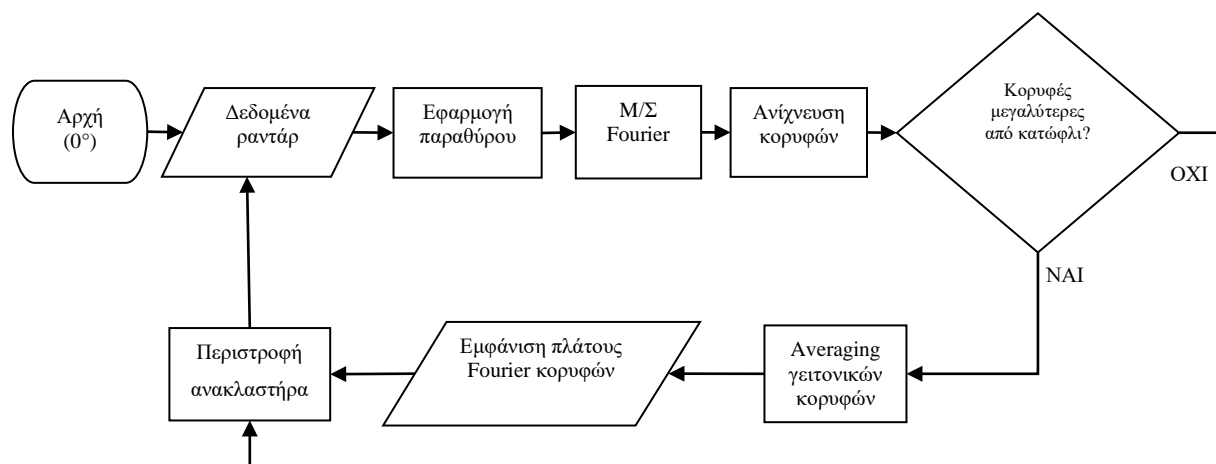 Αρχή
(0°)
Δεδομένα
ραντάρ
Εφαρμογή
παραθύρου
Μ/Σ
Fourier
Ανίχνευση
κορυφών
Κορυφές
μεγαλύτερες
από κατώφλι?
ΟΧΙ
ΝΑΙ
Περιστροφή
ανακλαστήρα
Εμφάνιση πλάτους
Fourier κορυφών
Averaging
γειτονικών
κορυφών